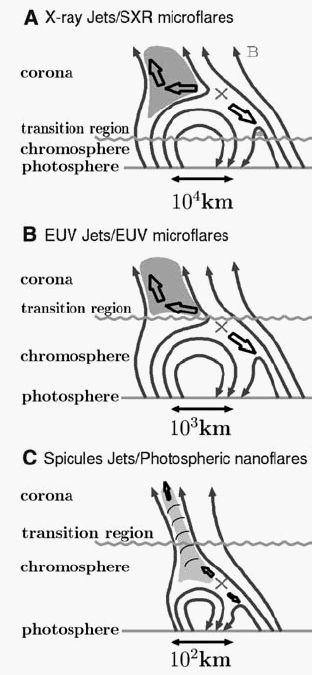 A X-ray Jets/SXR microflares
B
corona
transition region
chromosphere
photosphere
10⁴km
B EUV Jets/EUV microflares
corona
transition region
chromosphere
photosphere
10³km
C Spicules Jets/Photospheric nanoflares
corona
transition region
chromosphere
photosphere
10²km